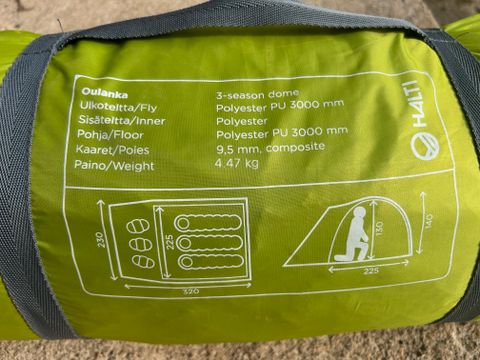 Oulanka 3-season dome
Ulkoteltta/Fly Polyester PU 3000 mm
Sisäteltta/Inner Polyester
Pohja/Floor Polyester PU 3000 mm
Kaaret/Poles 9,5 mm, composite
Paino/Weight 4.47 kg
HALTI
230
225
320
130
140
225